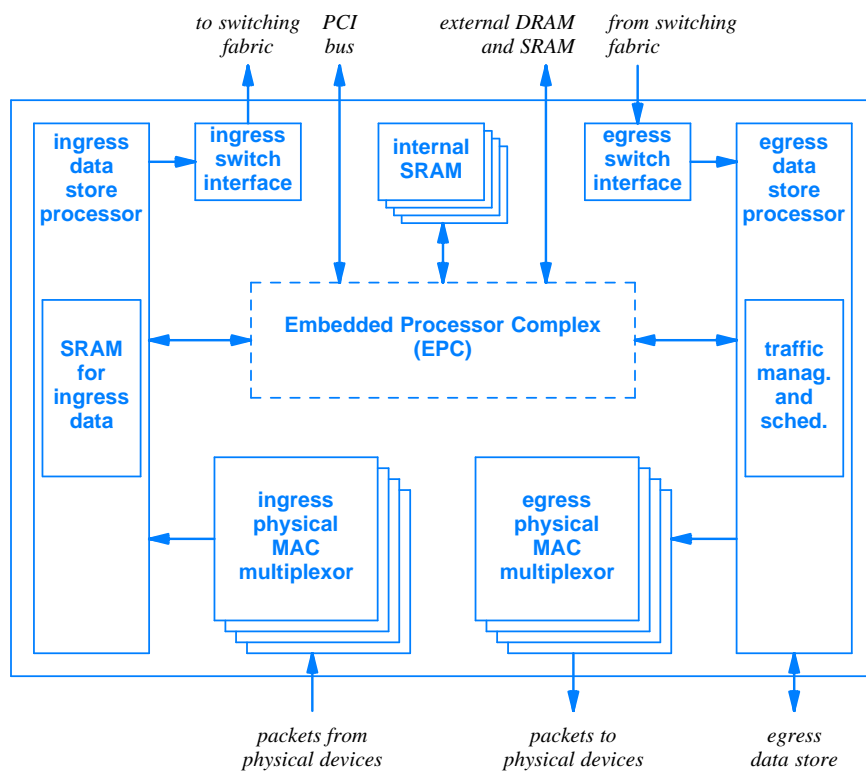 to switching
fabric
PCI
bus
external DRAM
and SRAM
from switching
fabric
ingress
data
store
processor
ingress
switch
interface
internal
SRAM
egress
switch
interface
egress
data
store
processor
Embedded Processor Complex
(EPC)
SRAM
for
ingress
data
traffic
manag.
and
sched.
ingress
physical
MAC
multiplexor
egress
physical
MAC
multiplexor
packets from
physical devices
packets to
physical devices
egress
data store